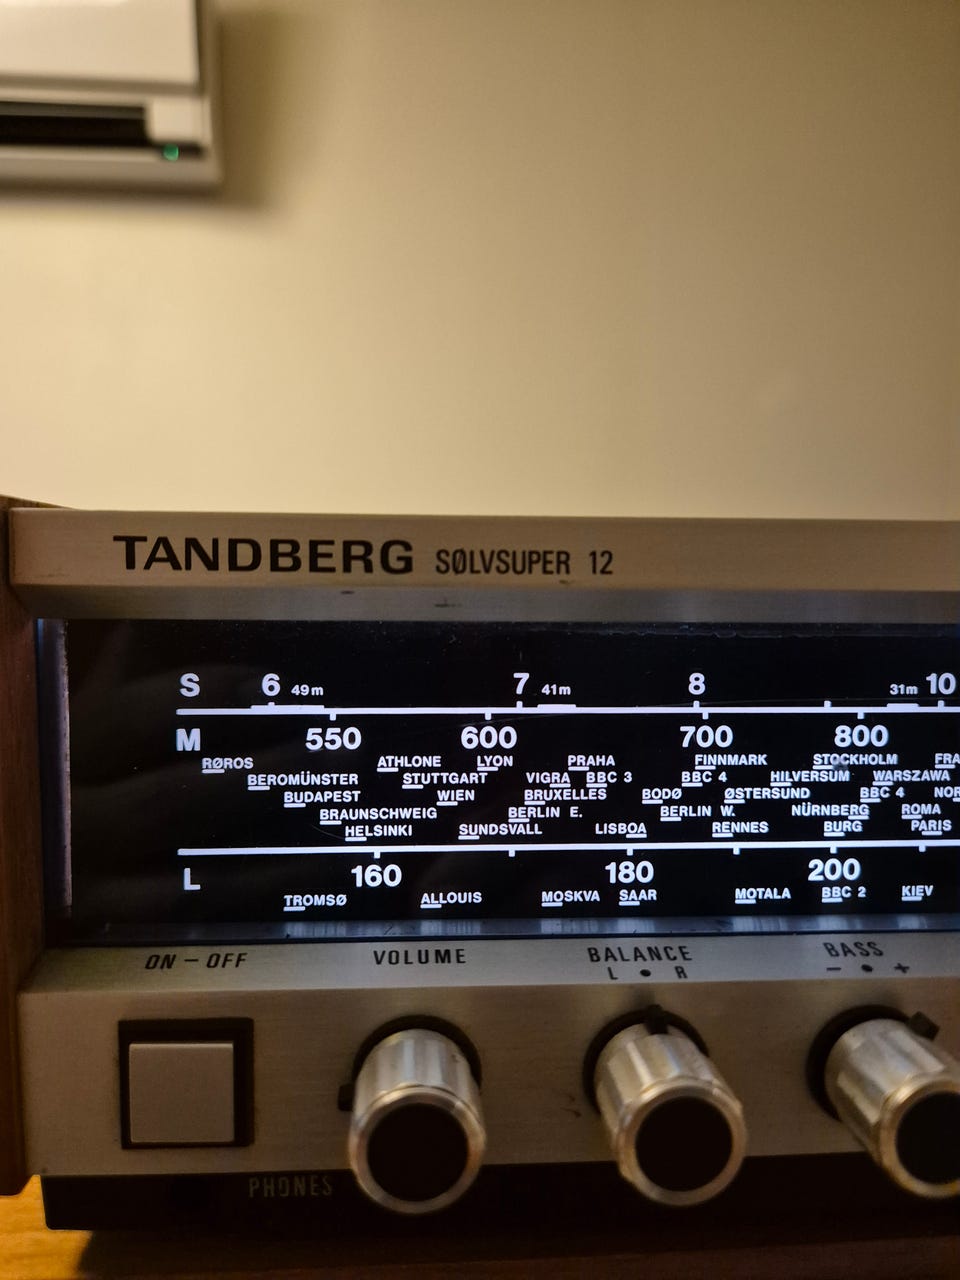 TANDBERG SØLVSUPER 12
S 6 49m 7 41m 8 31m 10
M 550 600 700 800
RØROS ATHLONE LYON PRAHA FINNMARK STOCKHOLM FRA
BEROMÜNSTER STUTTGART VIGRA BBC 3 BBC 4 HILVERSUM WARSZAWA
BUDAPEST WIEN BRUXELLES BODØ ØSTERSUND BBC 4 NOR
BRAUNSCHWEIG BERLIN E. BERLIN W. NÜRNBERG ROMA
HELSINKI SUNDSVALL LISBOA RENNES BURG PARIS
L 160 180 200
TROMSØ ALLOUIS MOSKVA SAAR MOTALA BBC 2 KIEV
ON – OFF VOLUME BALANCE BASS
L • R – • +
PHONES